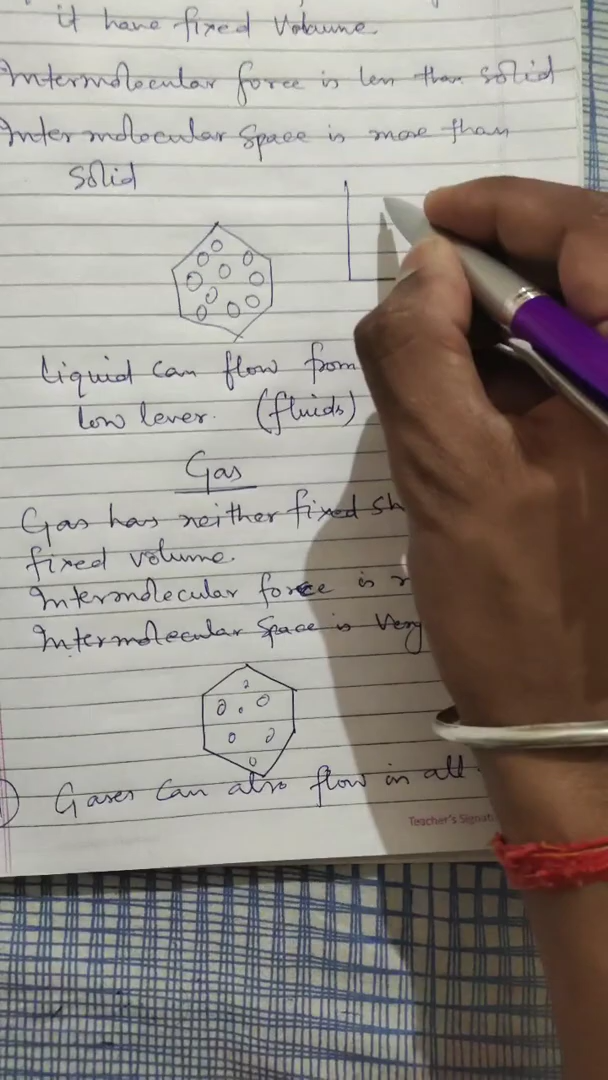 it have fixed Volume.
Intermolecular force is len than solid
Intermolecular Space is more than
solid
Liquid can flow from
low lever. (fluids)
Gas
Gas has neither fixed sh
fixed volume.
Intermolecular force is
Intermolecular Space is Very
Gases can also flow in all
Teacher's Signat